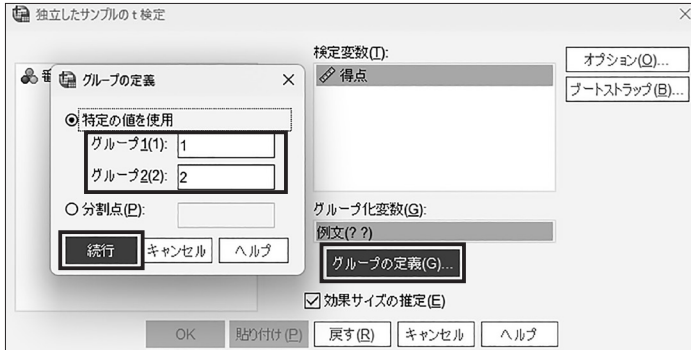 独立したサンプルの t 検定
検定変数(T):
得点
オプション(O)...
ブートストラップ(B)...
グループの定義
特定の値を使用
グループ1(1): 1
グループ2(2): 2
分割点(P):
続行 キャンセル ヘルプ
グループ化変数(G):
例文(? ?)
グループの定義(G)...
効果サイズの推定(E)
OK 貼り付け(P) 戻す(R) キャンセル ヘルプ